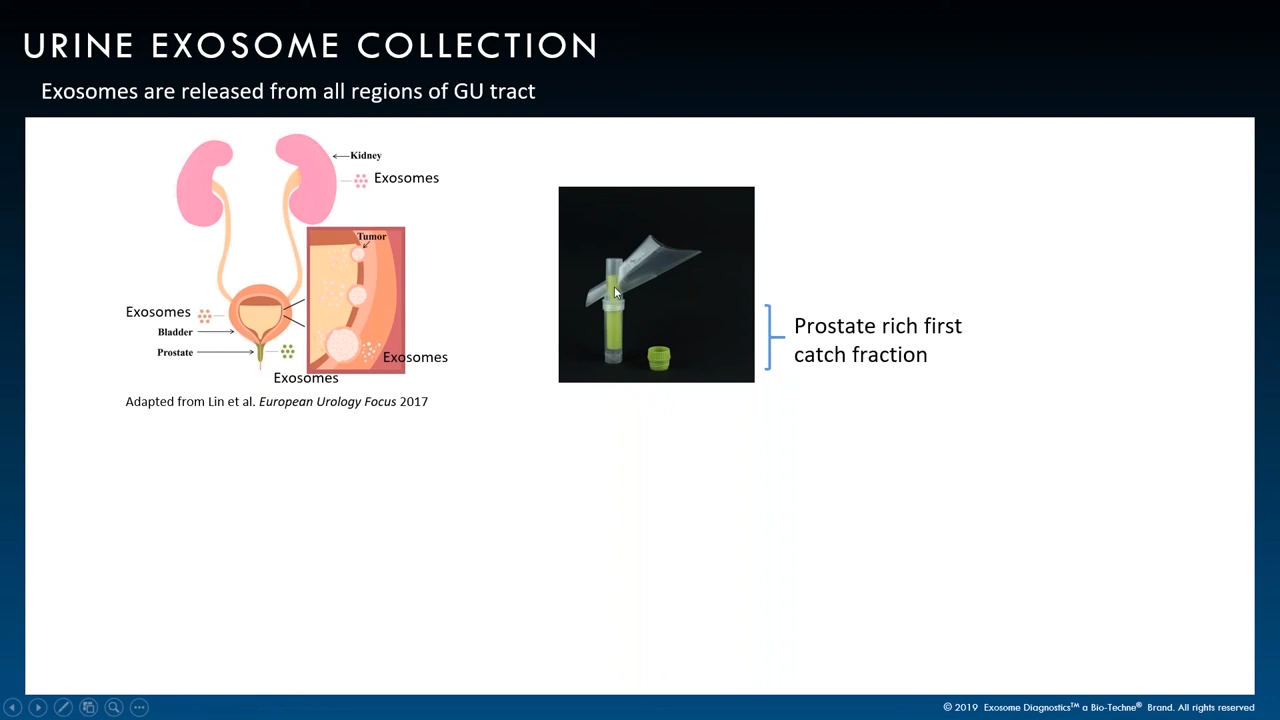 URINE EXOSOME COLLECTION
Exosomes are released from all regions of GU tract
Kidney
Exosomes
Tumor
Exosomes
Bladder
Prostate
Exosomes
Exosomes
Adapted from Lin et al. European Urology Focus 2017
Prostate rich first
catch fraction
© 2019 Exosome Diagnostics™ a Bio-Techne® Brand. All rights reserved